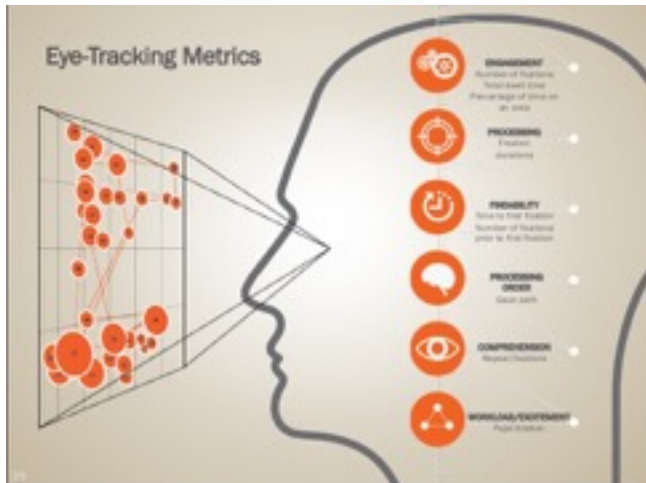 Eye-Tracking Metrics
ENGAGEMENT
Number of fixations
Total dwell time
Percentage of time on
an area
PROCESSING
Fixation
durations
FINDABILITY
Time to first fixation
Number of fixations
prior to first fixation
PROCESSING
ORDER
Gaze path
COMPREHENSION
Repeat fixations
WORKLOAD/EXCITEMENT
Pupil dilation